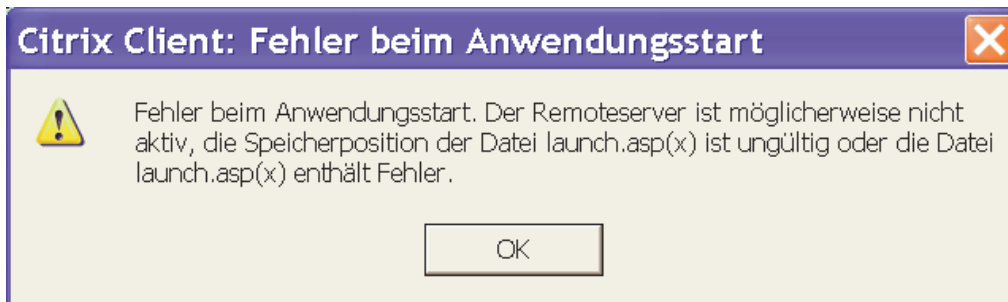 Citrix Client: Fehler beim Anwendungsstart
Fehler beim Anwendungsstart. Der Remoteserver ist möglicherweise nicht
aktiv, die Speicherposition der Datei launch.asp(x) ist ungültig oder die Datei
launch.asp(x) enthält Fehler.
OK